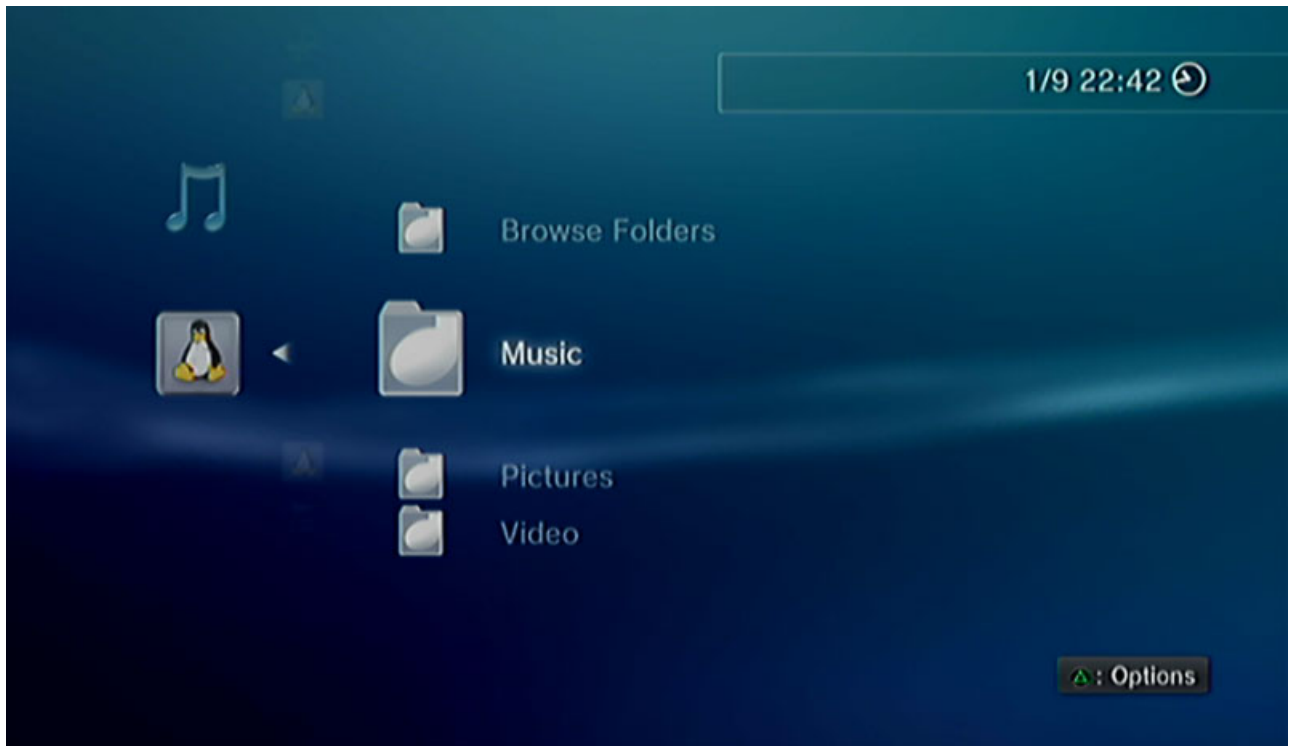 1/9 22:42
Browse Folders
Music
Pictures
Video
: Options